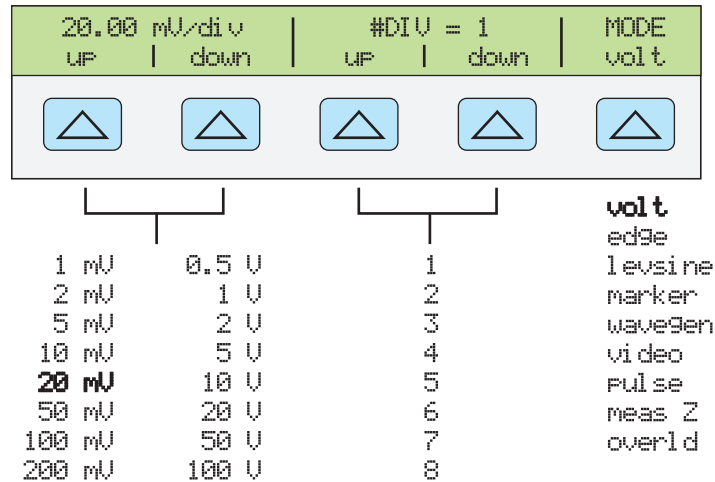 20.00 mV/div | #DIV = 1 | MODE
up | down | up | down | volt
volt
edge
1 mV 0.5 V 1 levsine
2 mV 1 V 2 marker
5 mV 2 V 3 wavegen
10 mV 5 V 4 video
20 mV 10 V 5 pulse
50 mV 20 V 6 meas Z
100 mV 50 V 7 overld
200 mV 100 V 8